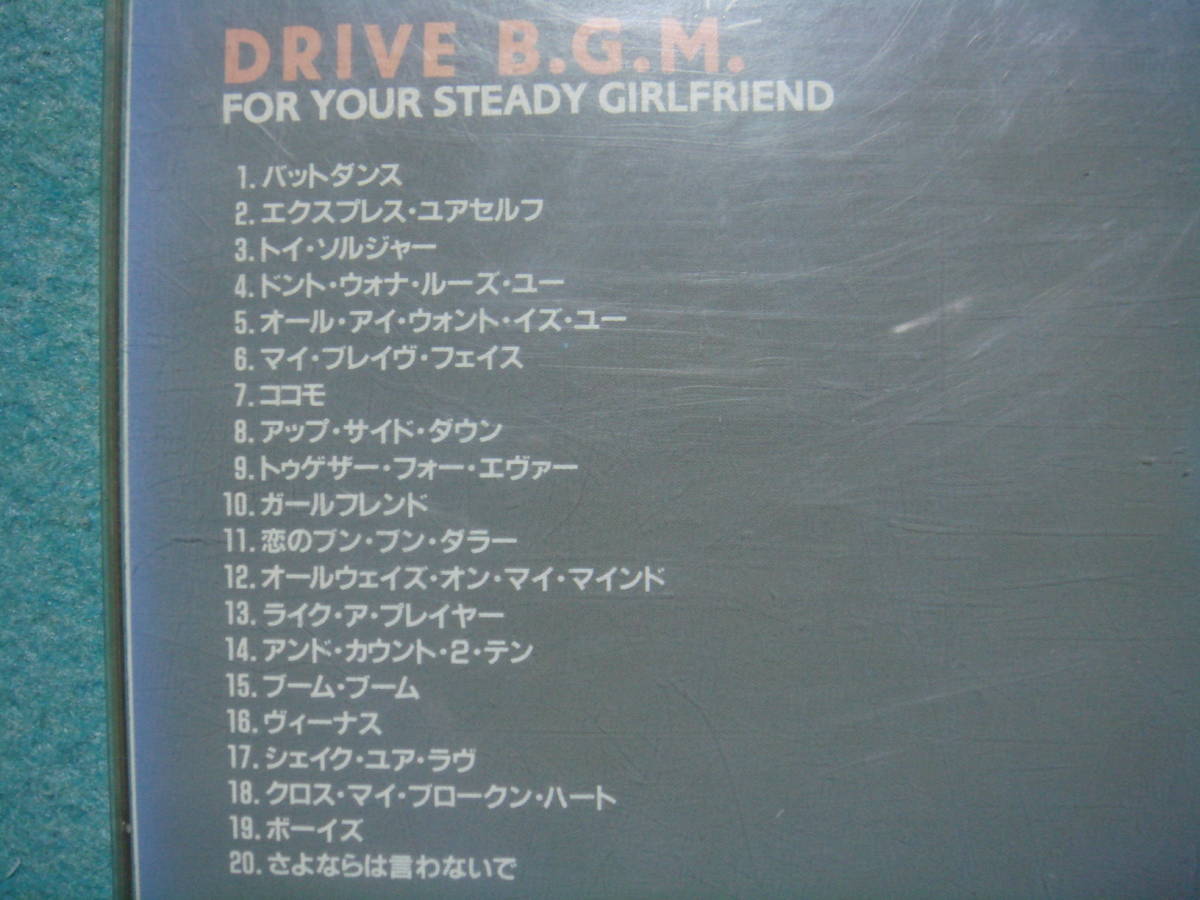 DRIVE B.G.M.
FOR YOUR STEADY GIRLFRIEND
1. バットダンス
2. エクスプレス・ユアセルフ
3. トイ・ソルジャー
4. ドント・ウォナ・ルーズ・ユー
5. オール・アイ・ウォント・イズ・ユー
6. マイ・ブレイヴ・フェイス
7. ココモ
8. アップ・サイド・ダウン
9. トゥゲザー・フォー・エヴァー
10. ガールフレンド
11. 恋のブン・ブン・ダラー
12. オールウェイズ・オン・マイ・マインド
13. ライク・ア・プレイヤー
14. アンド・カウント・2・テン
15. ブーム・ブーム
16. ヴィーナス
17. シェイク・ユア・ラヴ
18. クロス・マイ・ブロークン・ハート
19. ボーイズ
20. さよならは言わないで